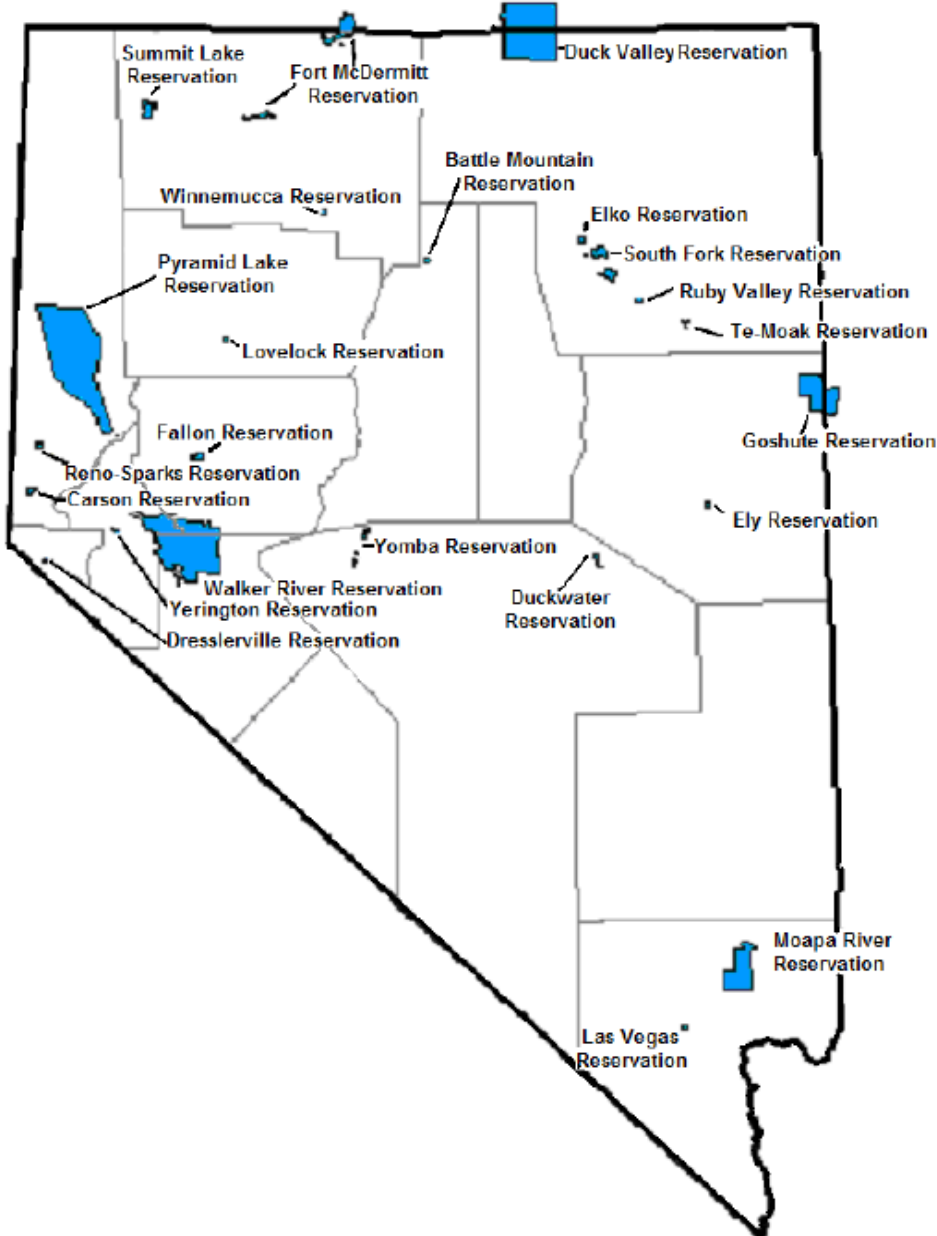 Summit Lake
Reservation
Fort McDermitt
Reservation
Duck Valley Reservation
Battle Mountain
Reservation
Winnemucca Reservation
Elko Reservation
South Fork Reservation
Pyramid Lake
Reservation
Ruby Valley Reservation
Te-Moak Reservation
Lovelock Reservation
Goshute Reservation
Fallon Reservation
Reno-Sparks Reservation
Carson Reservation
Ely Reservation
Yomba Reservation
Walker River Reservation
Duckwater
Reservation
Yerington Reservation
Dresslerville Reservation
Moapa River
Reservation
Las Vegas
Reservation